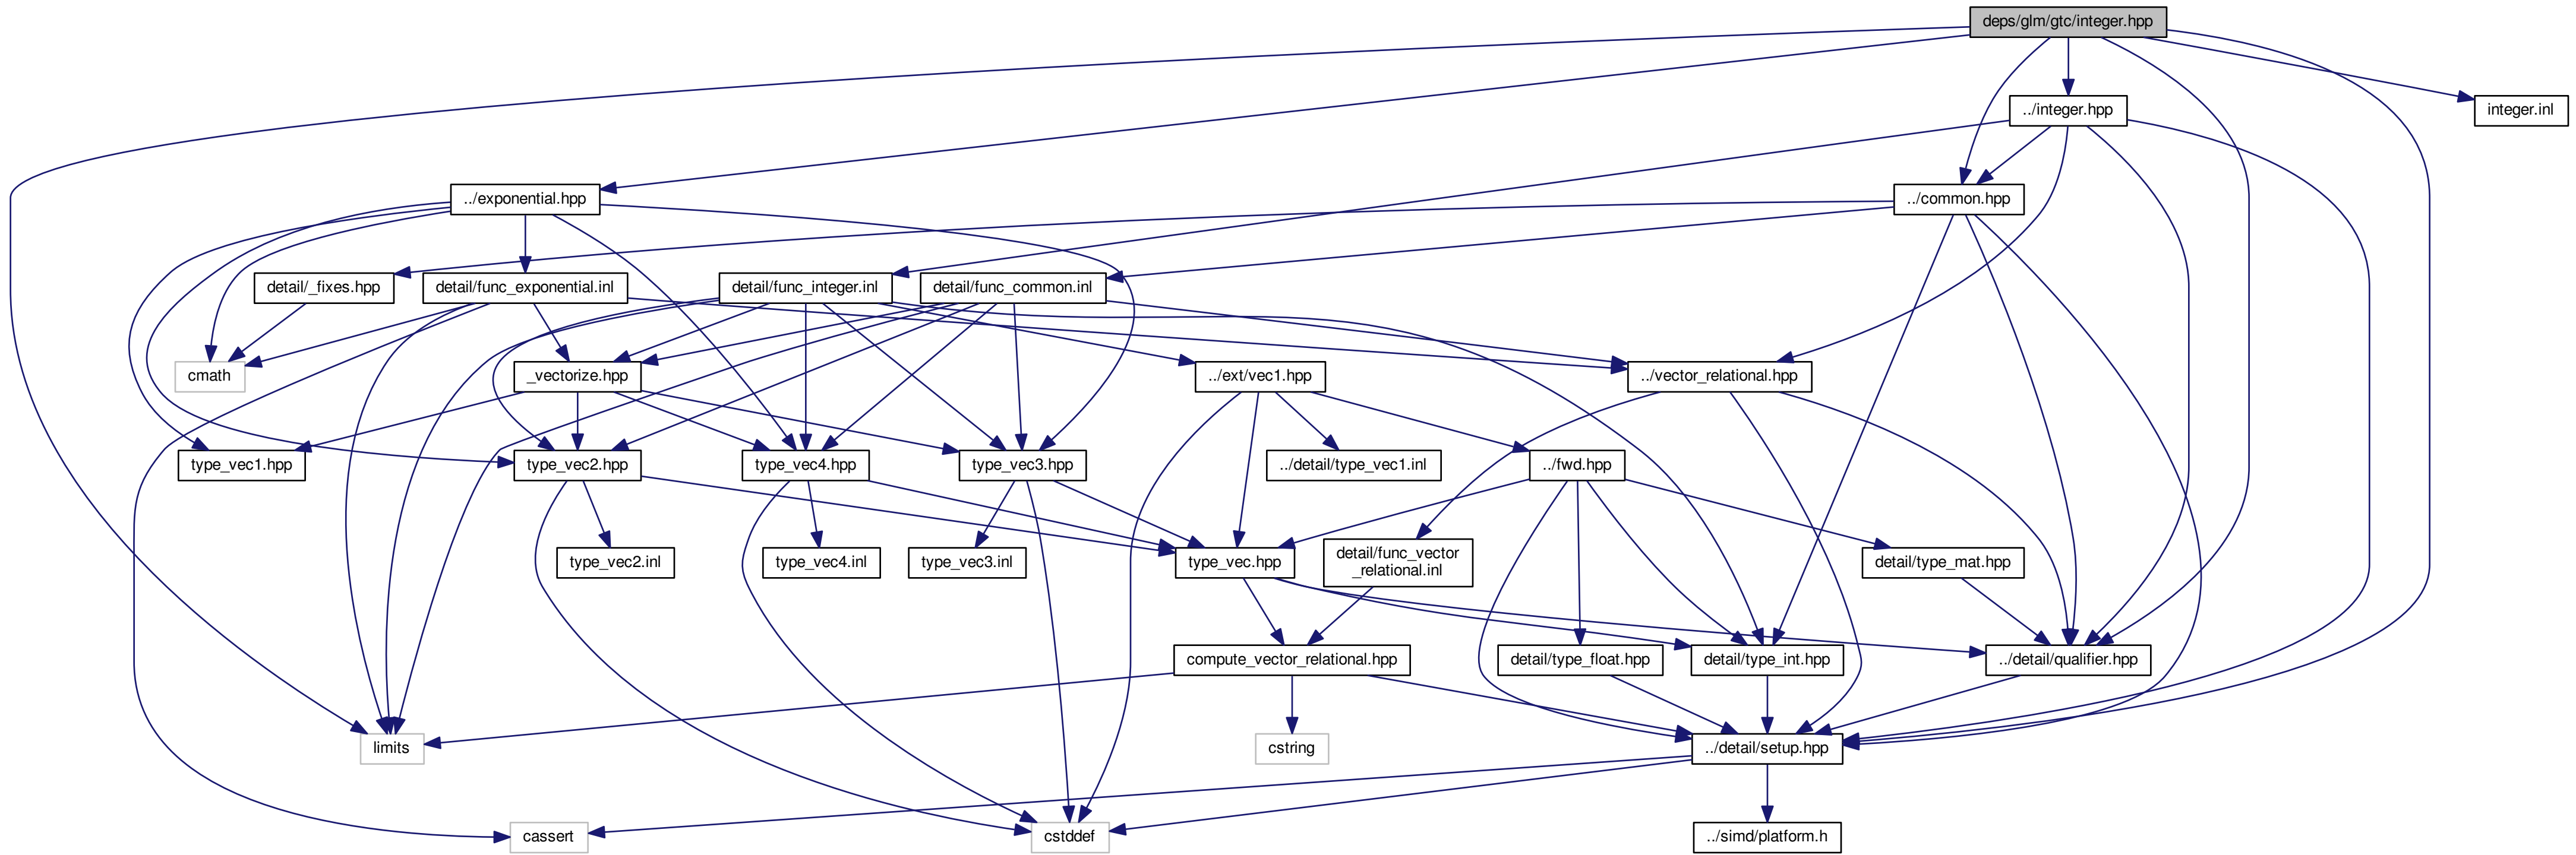 deps/glm/gtc/integer.hpp
../integer.hpp
integer.inl
../exponential.hpp
../common.hpp
detail/_fixes.hpp
detail/func_exponential.inl
detail/func_integer.inl
detail/func_common.inl
cmath
_vectorize.hpp
../ext/vec1.hpp
../vector_relational.hpp
type_vec1.hpp
type_vec2.hpp
type_vec4.hpp
type_vec3.hpp
../detail/type_vec1.inl
../fwd.hpp
type_vec2.inl
type_vec4.inl
type_vec3.inl
type_vec.hpp
detail/func_vector
_relational.inl
detail/type_mat.hpp
compute_vector_relational.hpp
detail/type_float.hpp
detail/type_int.hpp
../detail/qualifier.hpp
limits
cstring
../detail/setup.hpp
cassert
cstddef
../simd/platform.h